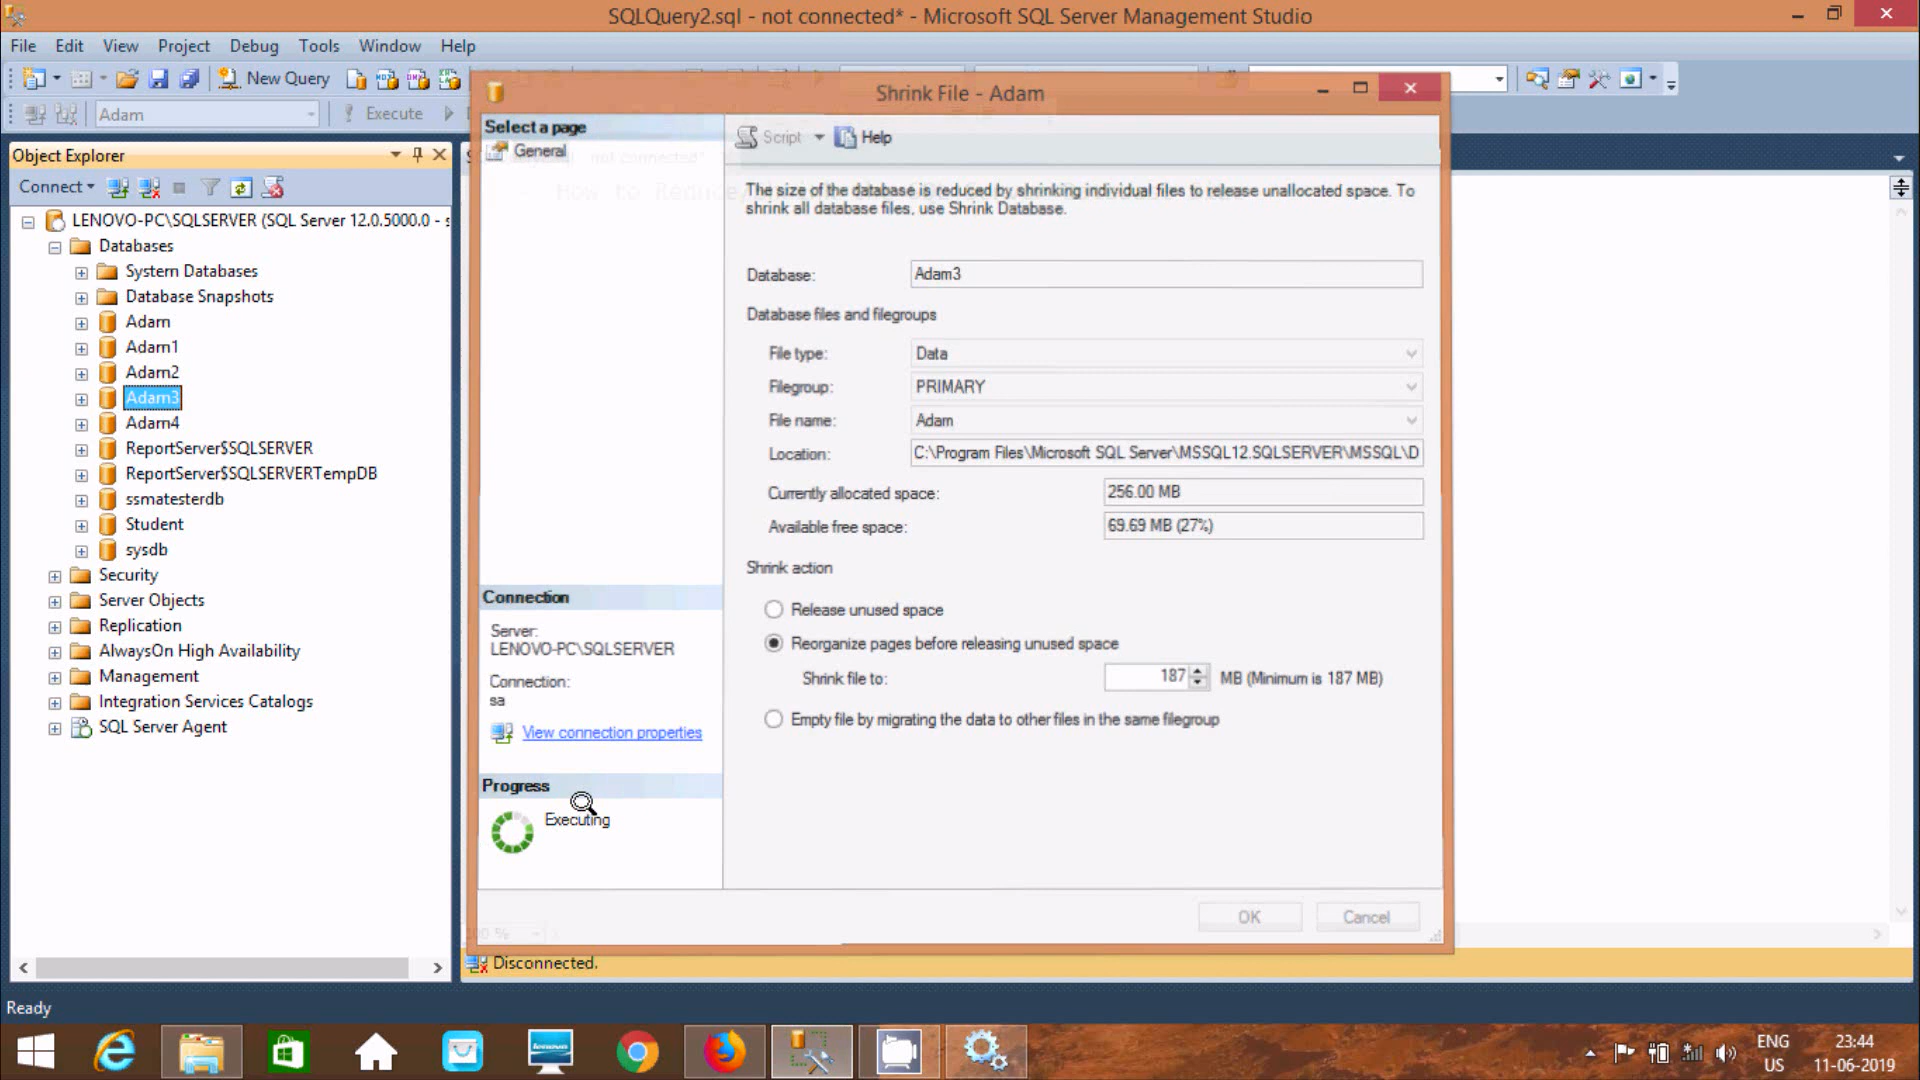 SQLQuery2.sql - not connected* - Microsoft SQL Server Management Studio
File Edit View Project Debug Tools Window Help
New Query
Adam
Execute
Object Explorer
Connect
LENOVO-PC\SQLSERVER (SQL Server 12.0.5000.0 - s
Databases
System Databases
Database Snapshots
Adam
Adam1
Adam2
Adam3
Adam4
ReportServer$SQLSERVER
ReportServer$SQLSERVERTempDB
ssmatesterdb
Student
sysdb
Security
Server Objects
Replication
AlwaysOn High Availability
Management
Integration Services Catalogs
SQL Server Agent
Shrink File - Adam
Select a page
General
not connected*
How to Reduce
Script Help
The size of the database is reduced by shrinking individual files to release unallocated space. To
shrink all database files, use Shrink Database.
Database: Adam3
Database files and filegroups
File type: Data
Filegroup: PRIMARY
File name: Adam
Location: C:\Program Files\Microsoft SQL Server\MSSQL12.SQLSERVER\MSSQL\D
Currently allocated space: 256.00 MB
Available free space: 69.69 MB (27%)
Shrink action
Release unused space
Reorganize pages before releasing unused space
Shrink file to: 187 MB (Minimum is 187 MB)
Empty file by migrating the data to other files in the same filegroup
Connection
Server:
LENOVO-PC\SQLSERVER
Connection:
sa
View connection properties
Progress
Executing
OK Cancel
100 %
Disconnected.
Ready
lenovo
ENG
US
23:44
11-06-2019